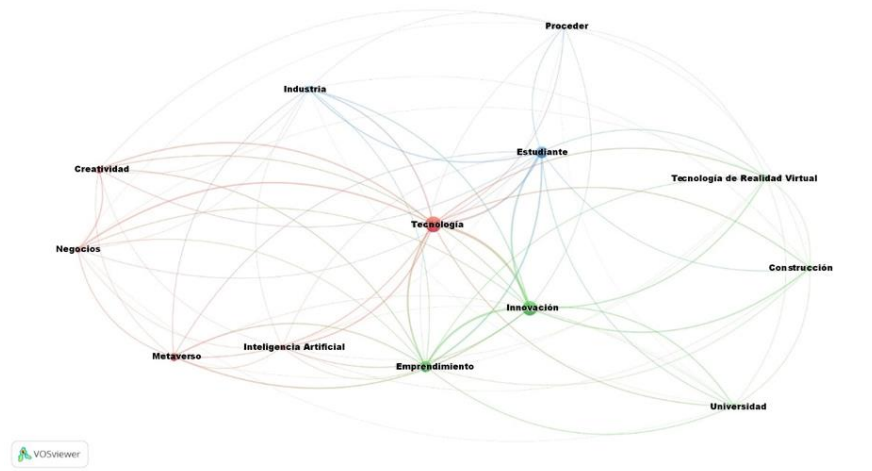 Proceder
Industria
Estudiante
Creatividad
Tecnología de Realidad Virtual
Tecnología
Negocios
Construcción
Innovación
Inteligencia Artificial
Metaverso
Emprendimiento
Universidad
VOSviewer